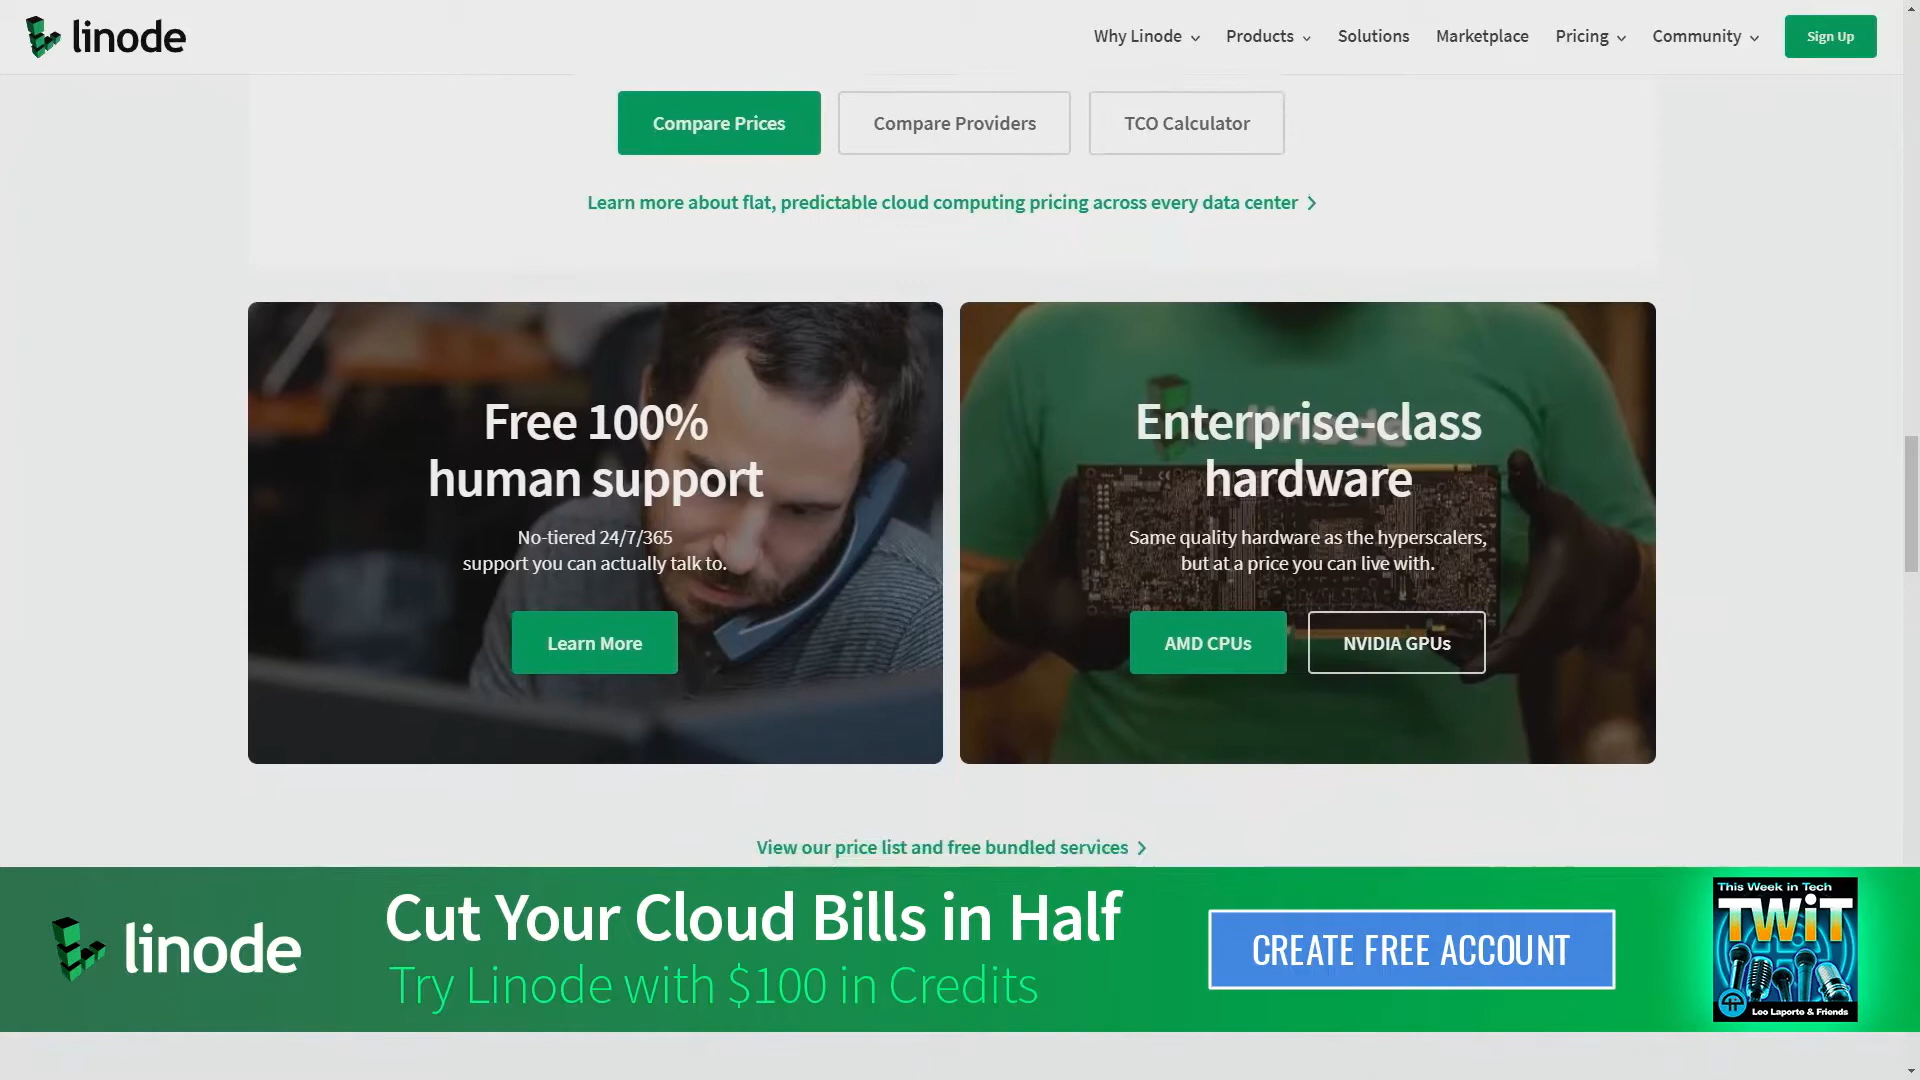 linode
Why Linode
Products
Solutions
Marketplace
Pricing
Community
Sign Up
Compare Prices
Compare Providers
TCO Calculator
Learn more about flat, predictable cloud computing pricing across every data center
Free 100%
human support
No-tiered 24/7/365
support you can actually talk to.
Learn More
Enterprise-class
hardware
Same quality hardware as the hyperscalers,
but at a price you can live with.
AMD CPUs
NVIDIA GPUs
View our price list and free bundled services
linode
Cut Your Cloud Bills in Half
Try Linode with $100 in Credits
CREATE FREE ACCOUNT
This Week in Tech
TWiT
Leo Laporte & Friends